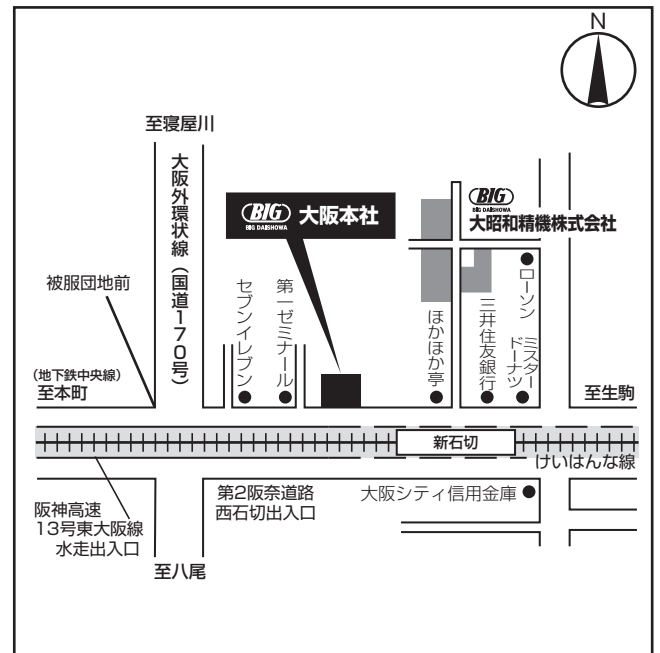 N
至寝屋川
大阪外環状線（国道170号）
BIG
BIG DAISHOWA
大阪本社
BIG
BIG DAISHOWA
大昭和精機株式会社
被服団地前
セブンイレブン
第一ゼミナール
ほかほか亭
三井住友銀行
ローソン
ミスター
ドーナツ
（地下鉄中央線）
至本町
至生駒
新石切
けいはんな線
阪神高速
13号東大阪線
水走出入口
第2阪奈道路
西石切出入口
大阪シティ信用金庫
至八尾